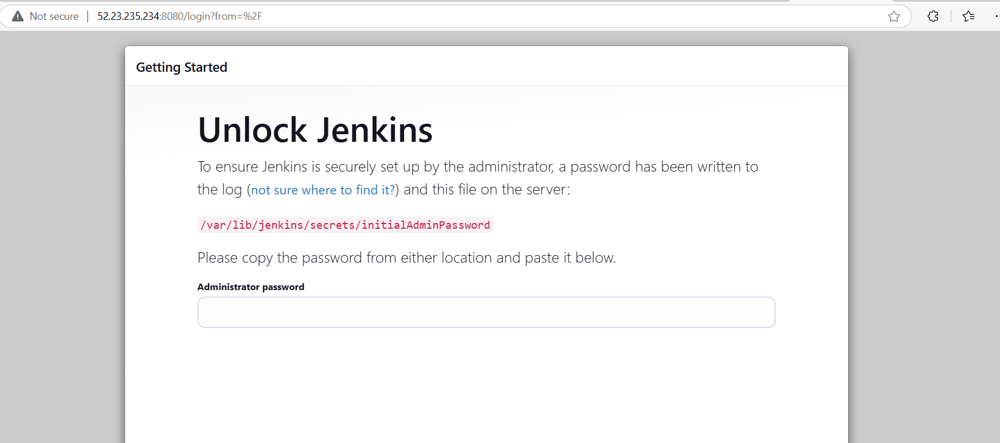 Not secure | 52.23.235.234:8080/login?from=%2F
Getting Started
Unlock Jenkins
To ensure Jenkins is securely set up by the administrator, a password has been written to
the log (not sure where to find it?) and this file on the server:
/var/lib/jenkins/secrets/initialAdminPassword
Please copy the password from either location and paste it below.
Administrator password